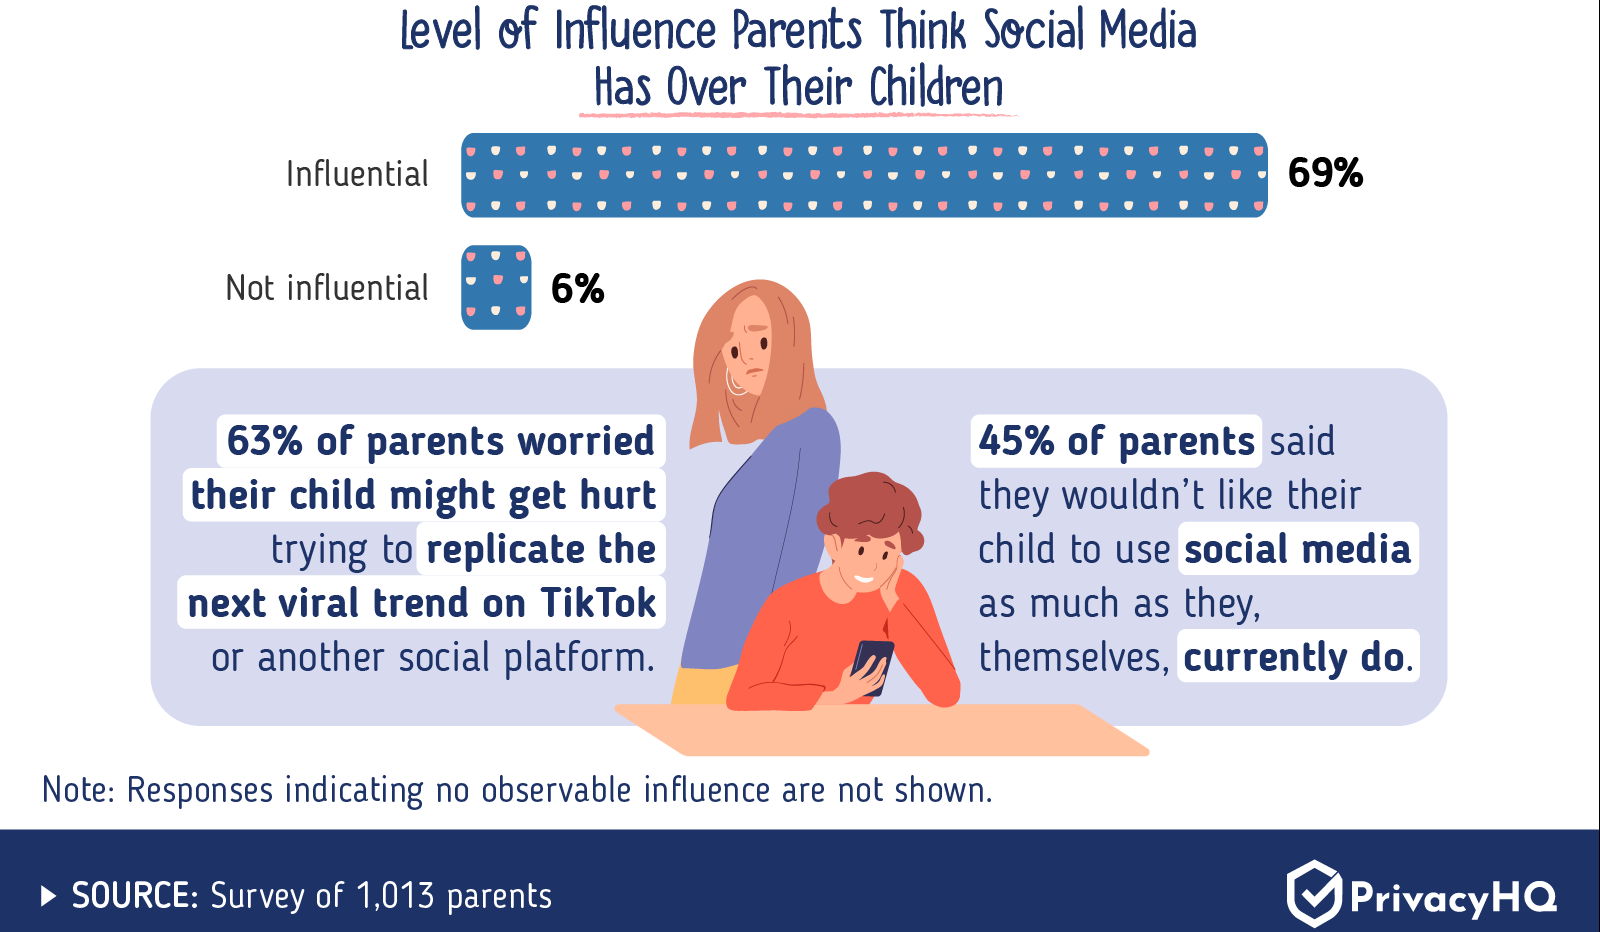 Level of Influence Parents Think Social Media
Has Over Their Children
Influential 69%
Not influential 6%
63% of parents worried
their child might get hurt
trying to replicate the
next viral trend on TikTok
or another social platform.
45% of parents said
they wouldn't like their
child to use social media
as much as they,
themselves, currently do.
Note: Responses indicating no observable influence are not shown.
SOURCE: Survey of 1,013 parents
PrivacyHQ